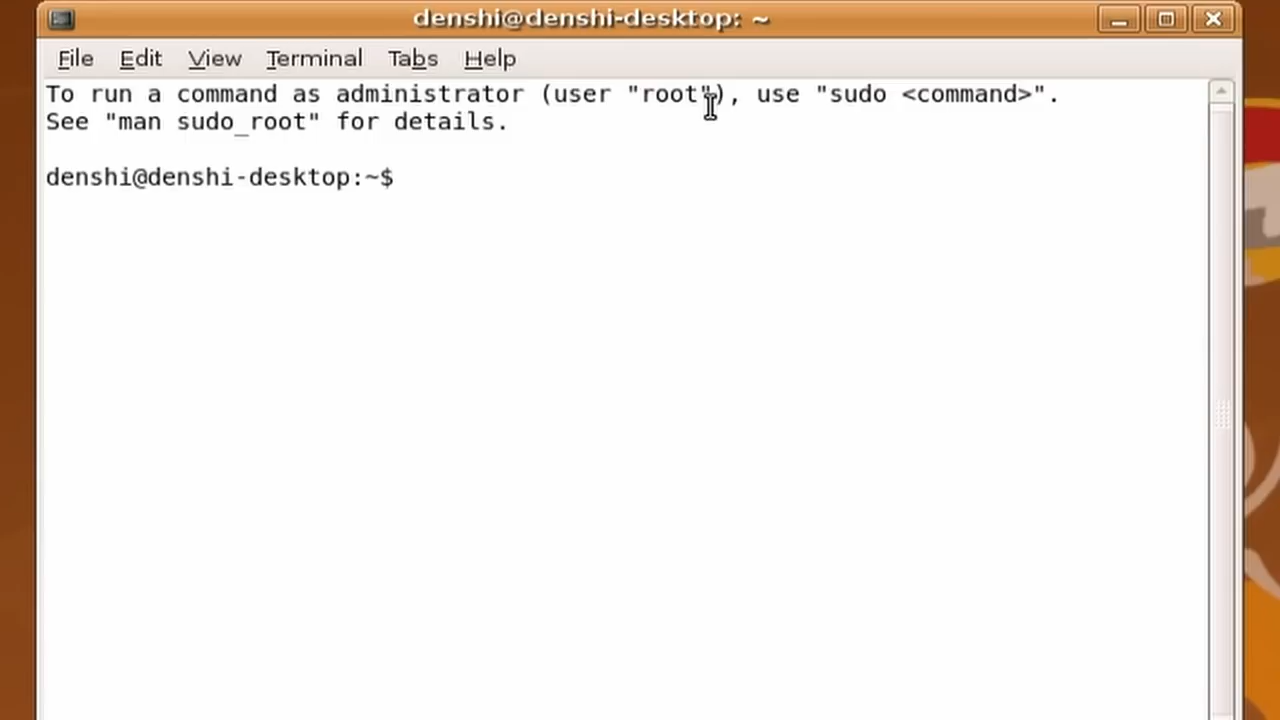 denshi@denshi-desktop: ~
File Edit View Terminal Tabs Help
To run a command as administrator (user "root"), use "sudo <command>".
See "man sudo_root" for details.
denshi@denshi-desktop:~$